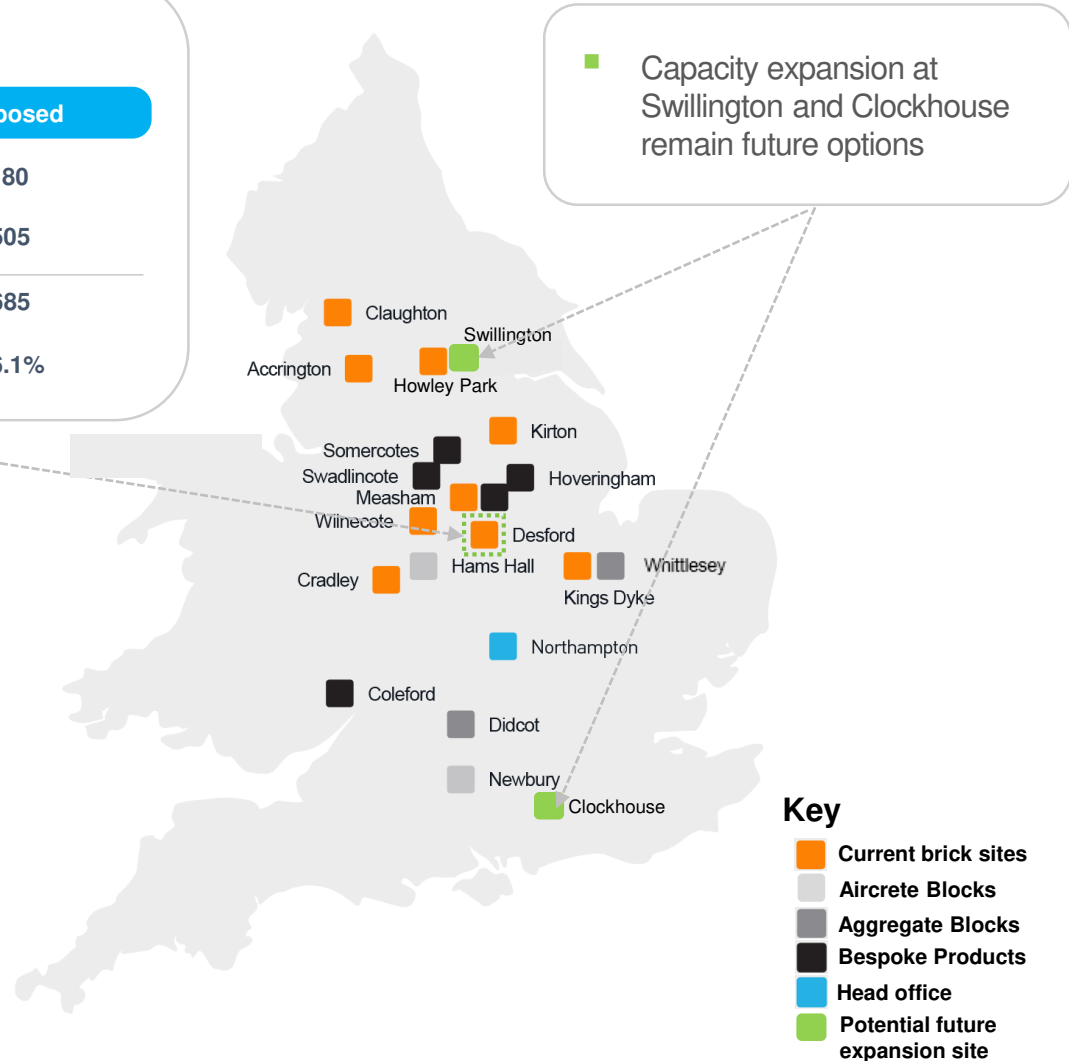 posed
80
505
685
5.1%
Capacity expansion at
Swillington and Clockhouse
remain future options
Claughton
Swillington
Accrington
Howley Park
Kirton
Somercotes
Swadlincote
Hoveringham
Measham
Wilnecote
Desford
Hams Hall
Whittlesey
Cradley
Kings Dyke
Northampton
Coleford
Didcot
Newbury
Clockhouse
Key
Current brick sites
Aircrete Blocks
Aggregate Blocks
Bespoke Products
Head office
Potential future
expansion site